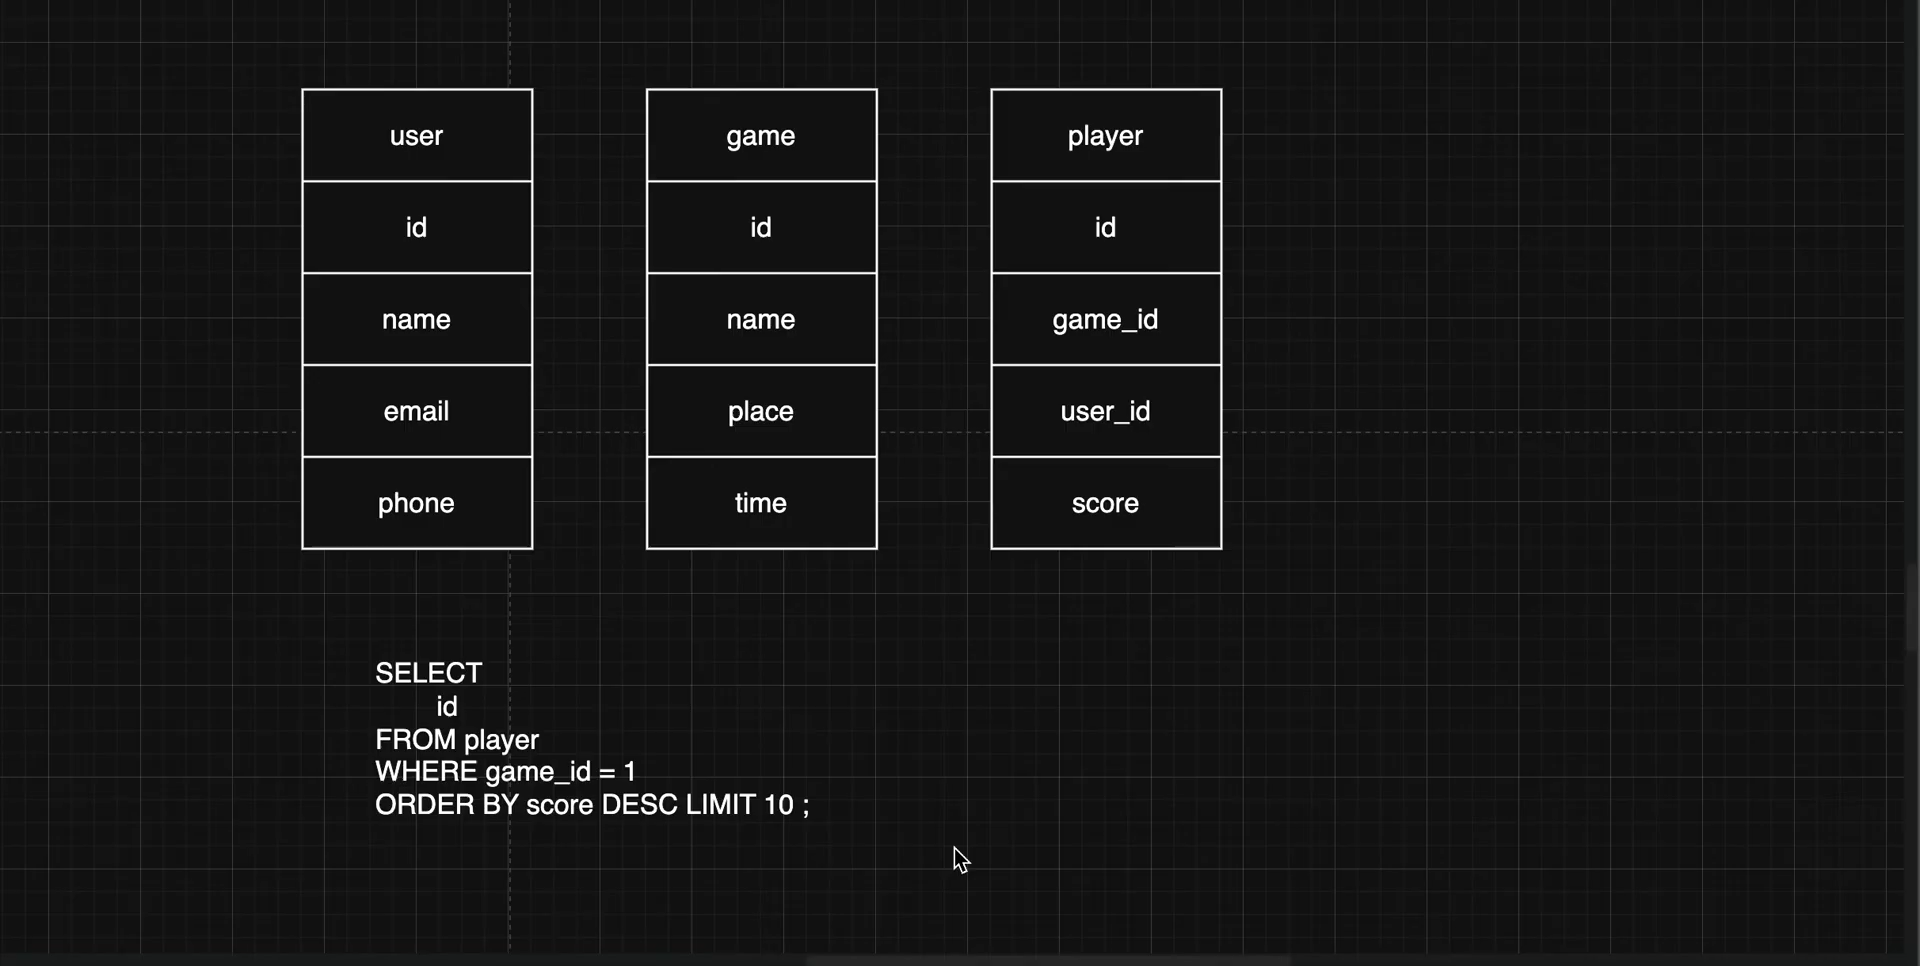 user
id
name
email
phone
game
id
name
place
time
player
id
game_id
user_id
score
SELECT
id
FROM player
WHERE game_id = 1
ORDER BY score DESC LIMIT 10 ;